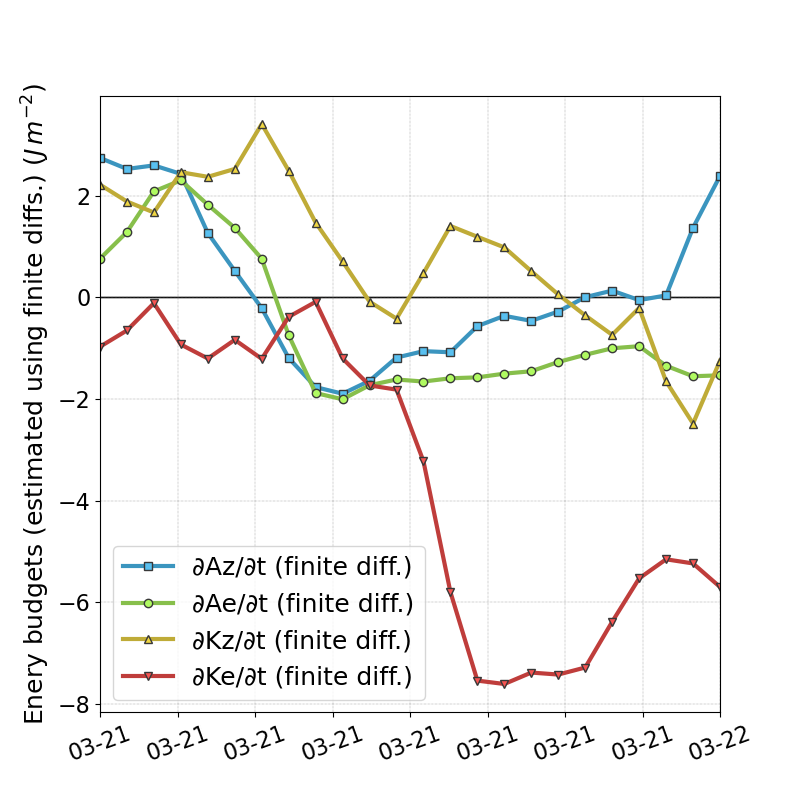 Enery budgets (estimated using finite diffs.) (J m⁻²)
2
0
−2
−4
−6
−8
∂Az/∂t (finite diff.)
∂Ae/∂t (finite diff.)
∂Kz/∂t (finite diff.)
∂Ke/∂t (finite diff.)
03-21 03-21 03-21 03-21 03-21 03-21 03-21 03-21 03-22